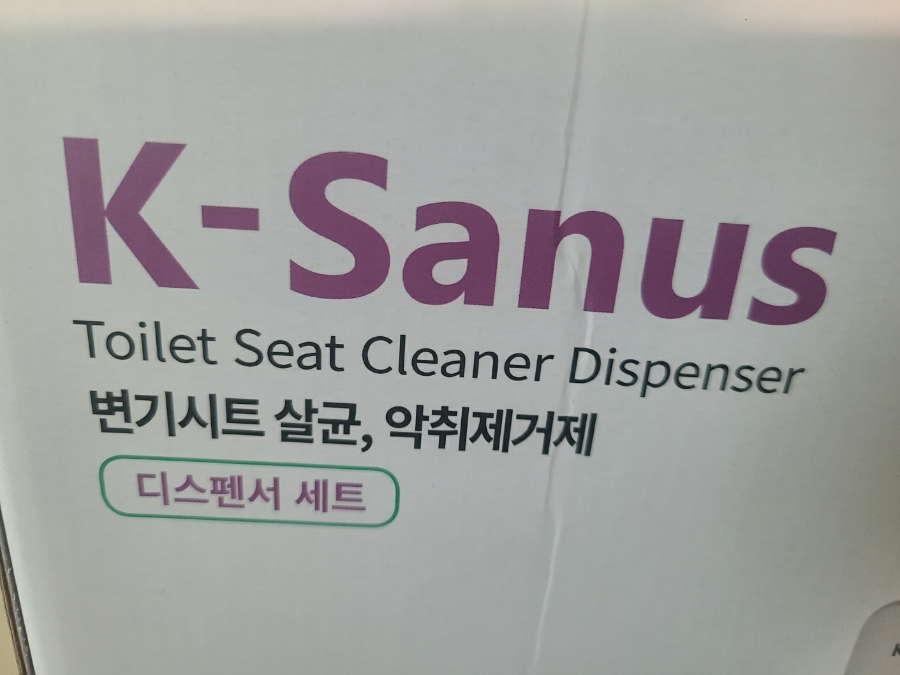 K-Sanus
Toilet Seat Cleaner Dispenser
변기시트 살균, 악취제거제
디스펜서 세트